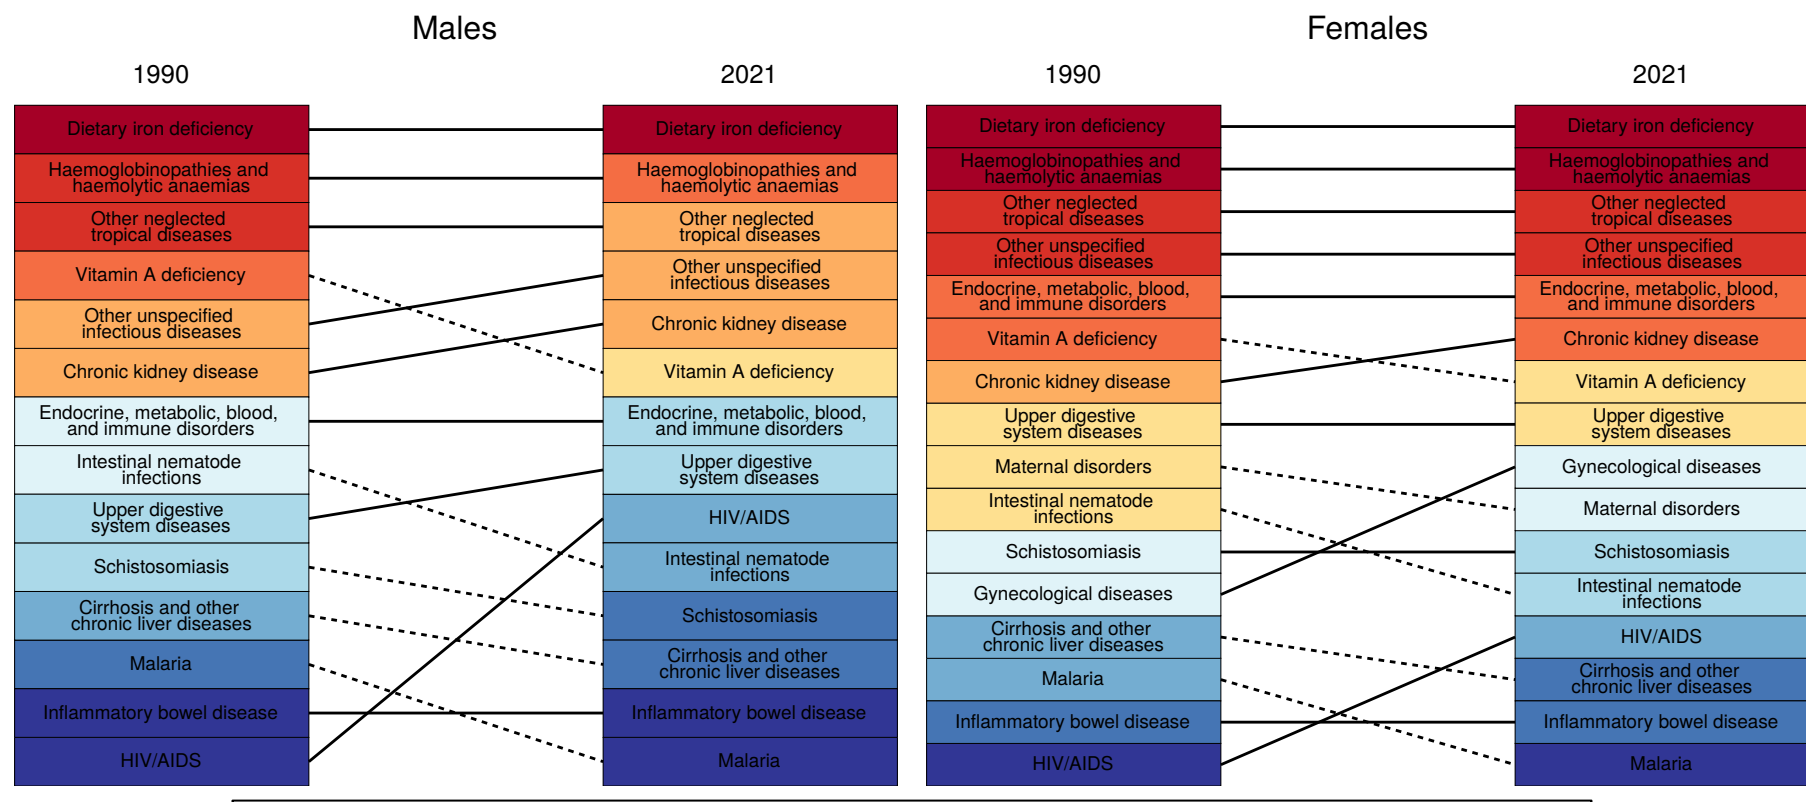 Males
Females
1990
2021
1990
2021
Dietary iron deficiency
Haemoglobinopathies and
haemolytic anaemias
Other neglected
tropical diseases
Vitamin A deficiency
Other unspecified
infectious diseases
Chronic kidney disease
Endocrine, metabolic, blood,
and immune disorders
Intestinal nematode
infections
Upper digestive
system diseases
Schistosomiasis
Cirrhosis and other
chronic liver diseases
Malaria
Inflammatory bowel disease
HIV/AIDS
Dietary iron deficiency
Haemoglobinopathies and
haemolytic anaemias
Other neglected
tropical diseases
Other unspecified
infectious diseases
Chronic kidney disease
Vitamin A deficiency
Endocrine, metabolic, blood,
and immune disorders
Upper digestive
system diseases
HIV/AIDS
Intestinal nematode
infections
Schistosomiasis
Cirrhosis and other
chronic liver diseases
Inflammatory bowel disease
Malaria
Dietary iron deficiency
Haemoglobinopathies and
haemolytic anaemias
Other neglected
tropical diseases
Other unspecified
infectious diseases
Endocrine, metabolic, blood,
and immune disorders
Vitamin A deficiency
Chronic kidney disease
Upper digestive
system diseases
Maternal disorders
Intestinal nematode
infections
Schistosomiasis
Gynecological diseases
Cirrhosis and other
chronic liver diseases
Malaria
Inflammatory bowel disease
HIV/AIDS
Dietary iron deficiency
Haemoglobinopathies and
haemolytic anaemias
Other neglected
tropical diseases
Other unspecified
infectious diseases
Endocrine, metabolic, blood,
and immune disorders
Chronic kidney disease
Vitamin A deficiency
Upper digestive
system diseases
Gynecological diseases
Maternal disorders
Schistosomiasis
Intestinal nematode
infections
HIV/AIDS
Cirrhosis and other
chronic liver diseases
Inflammatory bowel disease
Malaria